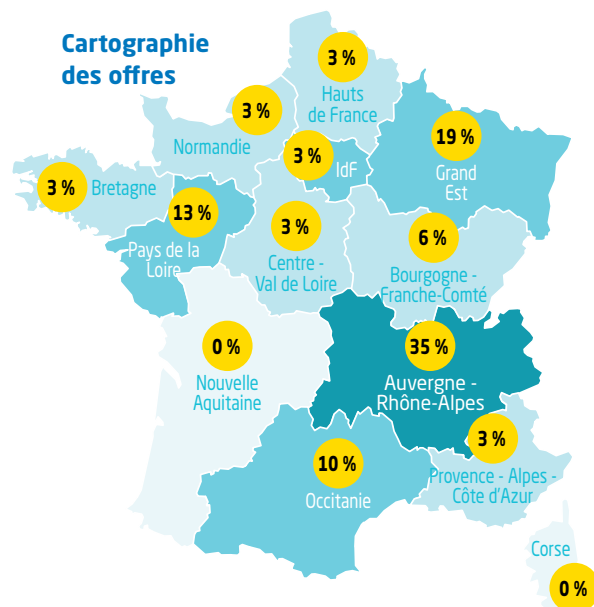 Cartographie
des offres
3 %
Hauts
de France
3 %
Normandie
3 %
IdF
19 %
Grand
Est
3 %
Bretagne
13 %
Pays de la
Loire
3 %
Centre -
Val de Loire
6 %
Bourgogne -
Franche-Comté
0 %
Nouvelle
Aquitaine
35 %
Auvergne -
Rhône-Alpes
10 %
Occitanie
3 %
Provence - Alpes -
Côte d'Azur
Corse
0 %